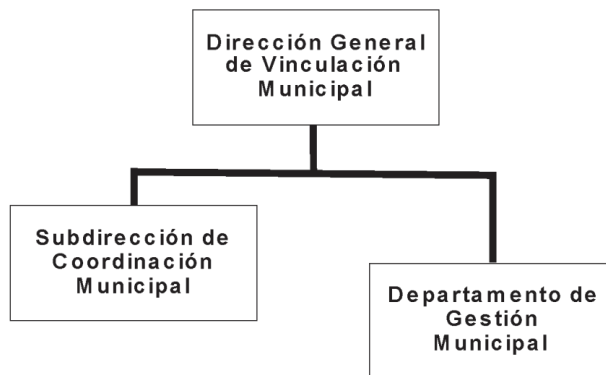 Dirección General
de Vinculación
Municipal
Subdirección de
Coordinación
Municipal
Departamento de
Gestión
Municipal